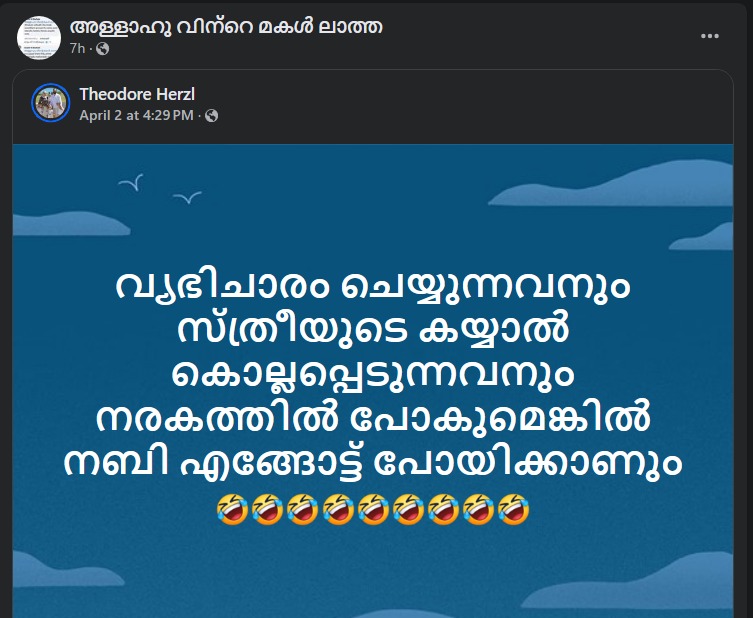 അള്ളാഹു വിന്റെ മകൾ ലാത്ത
7h ·
Theodore Herzl
April 2 at 4:29 PM ·
വ്യഭിചാരം ചെയ്യുന്നവനും
സ്ത്രീയുടെ കയ്യാൽ
കൊല്ലപ്പെടുന്നവനും
നരകത്തിൽ പോകുമെങ്കിൽ
നബി എങ്ങോട്ട് പോയിക്കാണും
🤣🤣🤣🤣🤣🤣🤣🤣🤣